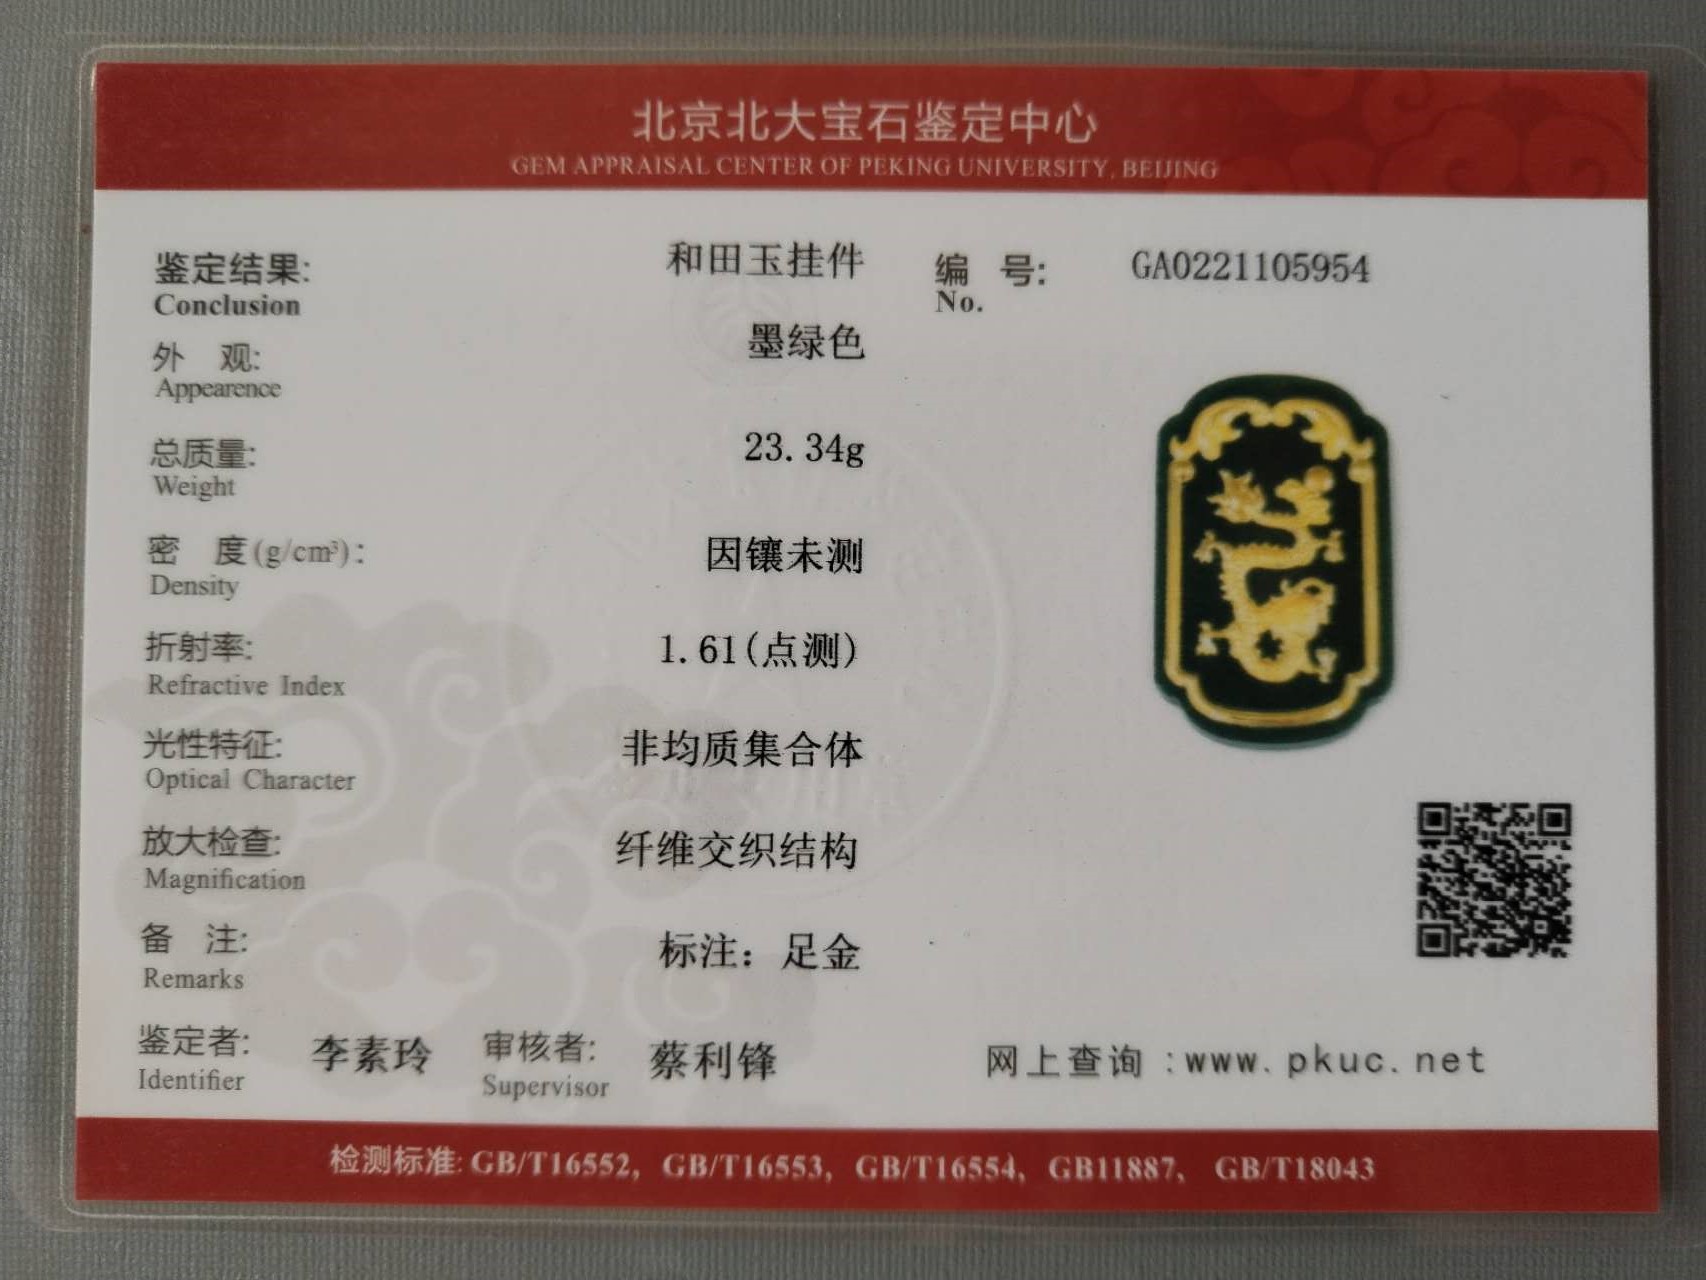 北京北大宝石鉴定中心
GEM APPRAISAL CENTER OF PEKING UNIVERSITY, BEIJING
鉴定结果: 和田玉挂件 编 号: GA0221105954
Conclusion No.
外 观: 墨绿色
Appearence
总质量: 23.34g
Weight
密 度(g/cm³): 因镶未测
Density
折射率: 1.61(点测)
Refractive Index
光性特征: 非均质集合体
Optical Character
放大检查: 纤维交织结构
Magnification
备 注: 标注：足金
Remarks
鉴定者: 李素玲 审核者: 蔡利锋 网上查询:www.pkuc.net
Identifier Supervisor
检测标准: GB/T16552, GB/T16553, GB/T16554, GB11887, GB/T18043